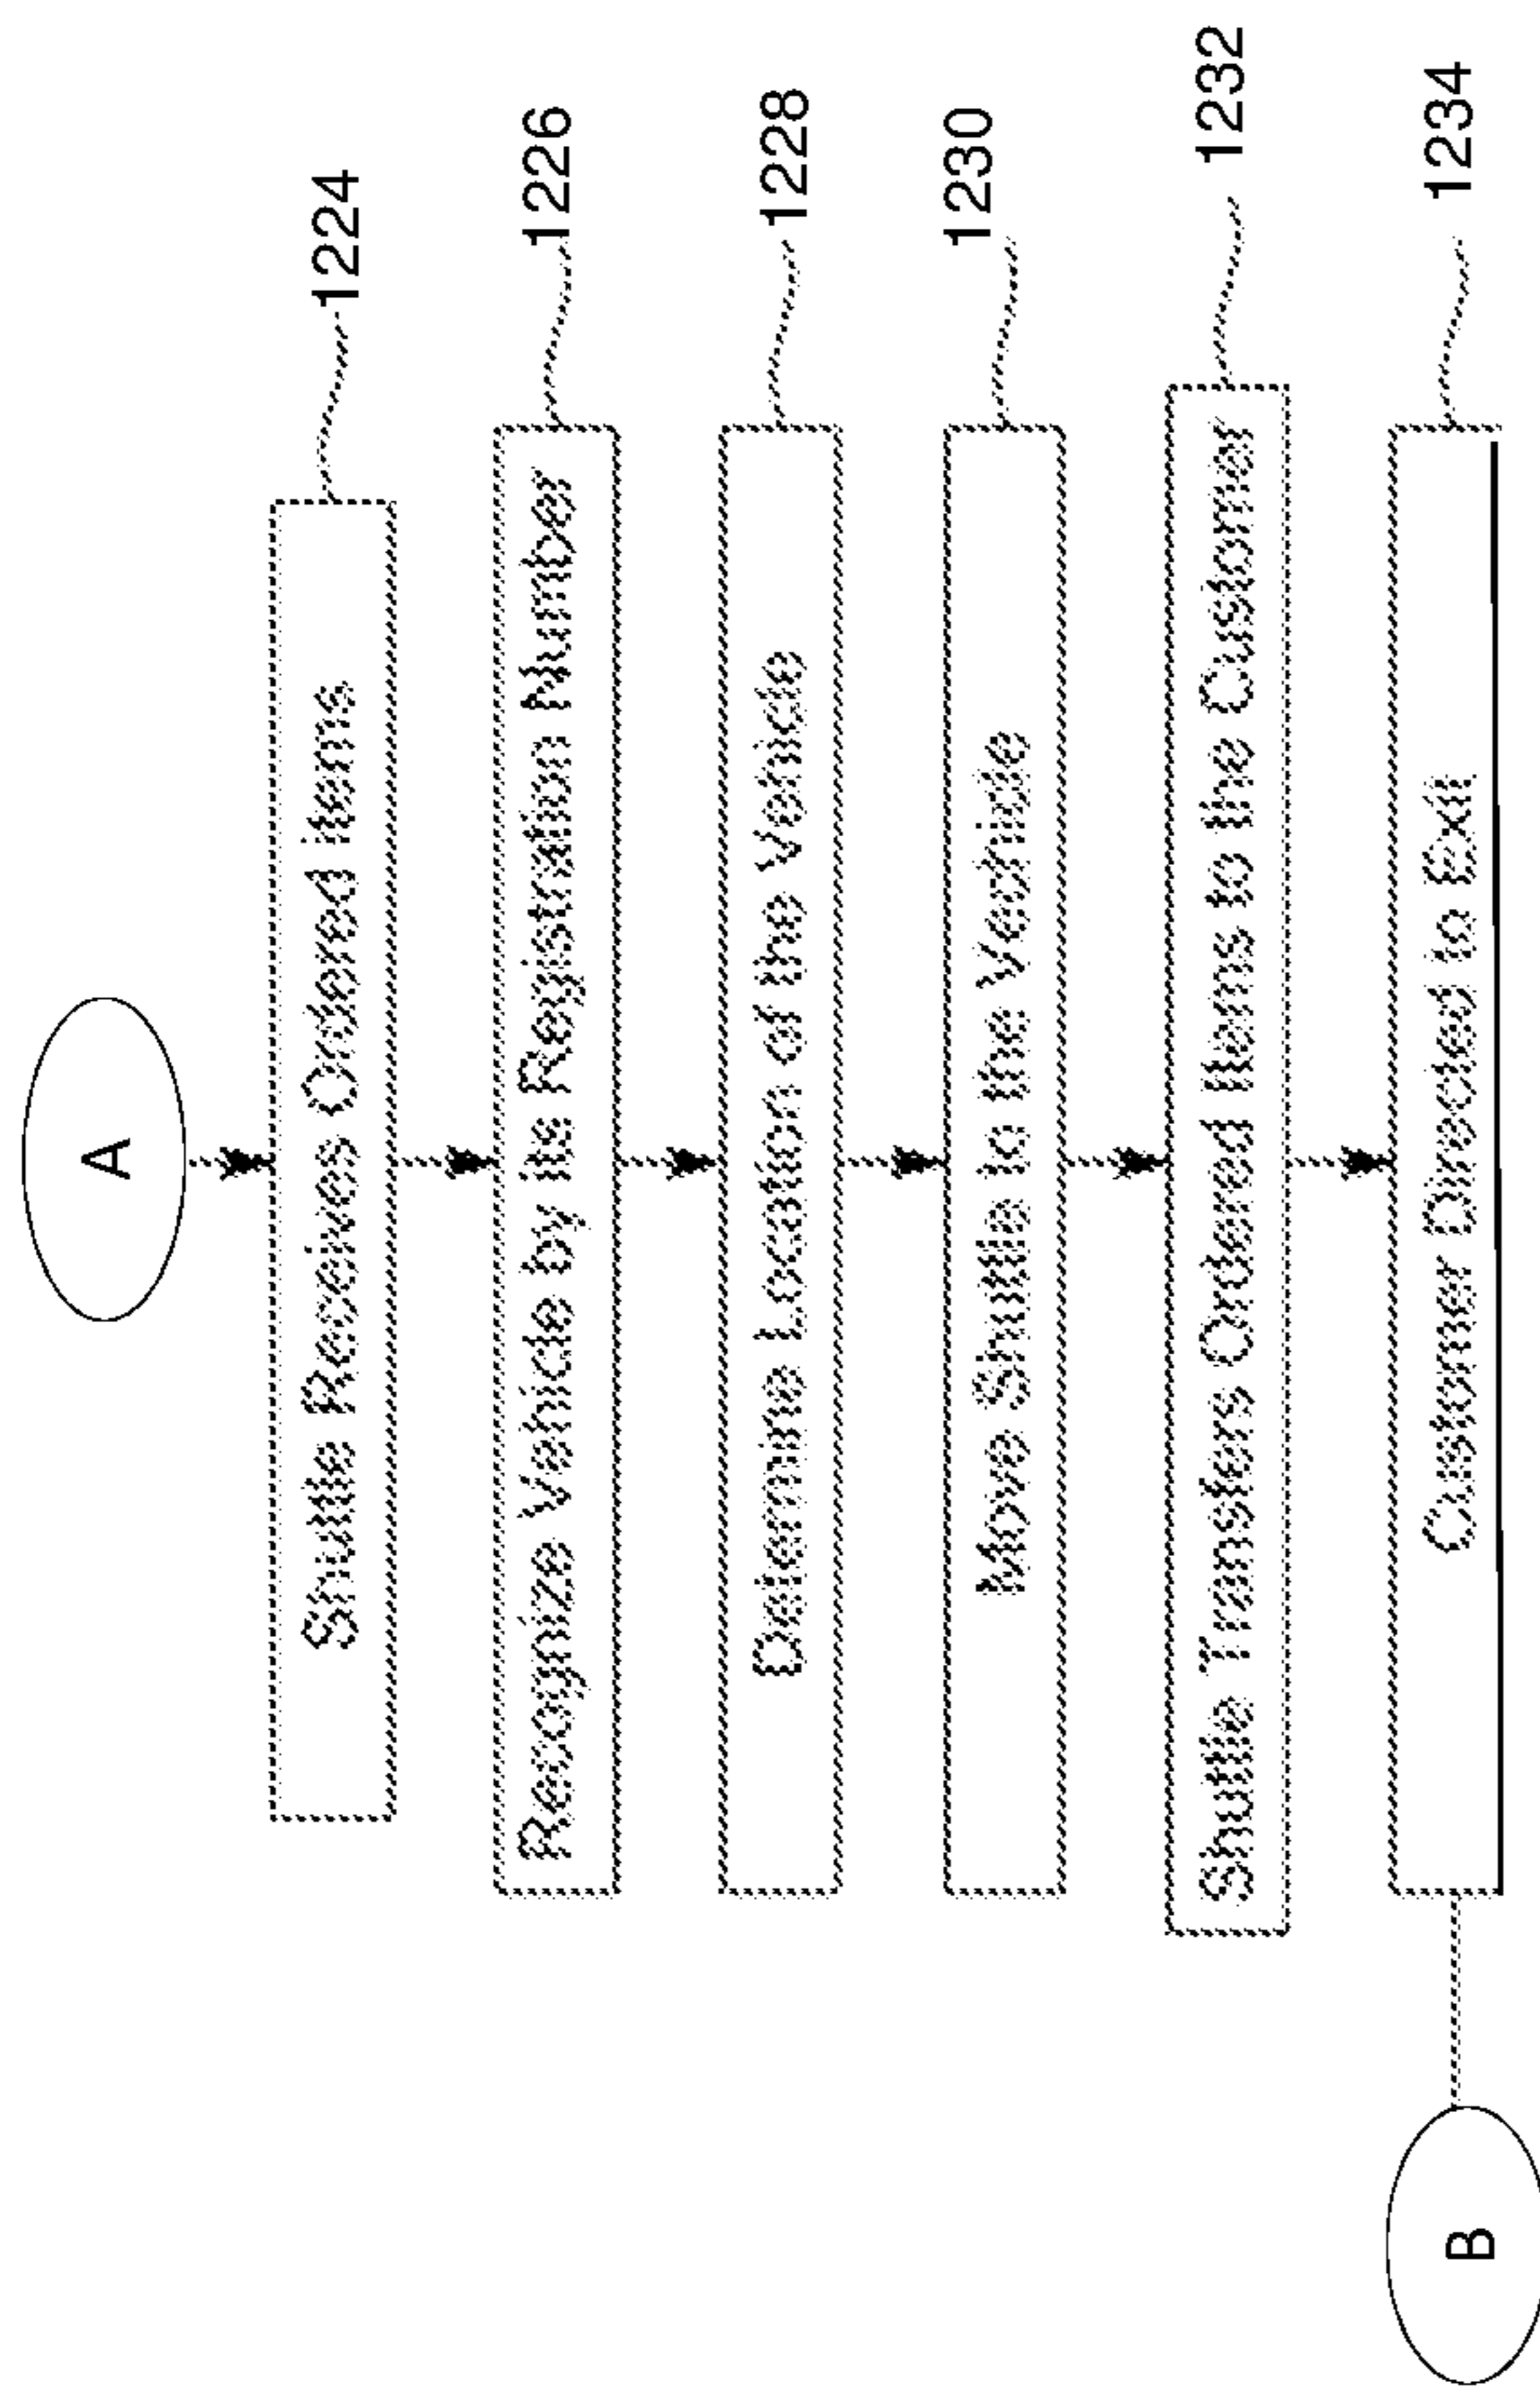 A
Shuttle Receives Ordered items
1224
Recognize Vehicle by its Registration Number
1226
Determine Location of the Vehicle
1228
Move Shuttle to the Vechidle
1230
Shuttle Transfers Ordered Items to the Customer
1232
Customer Directed to Exit
1234
B